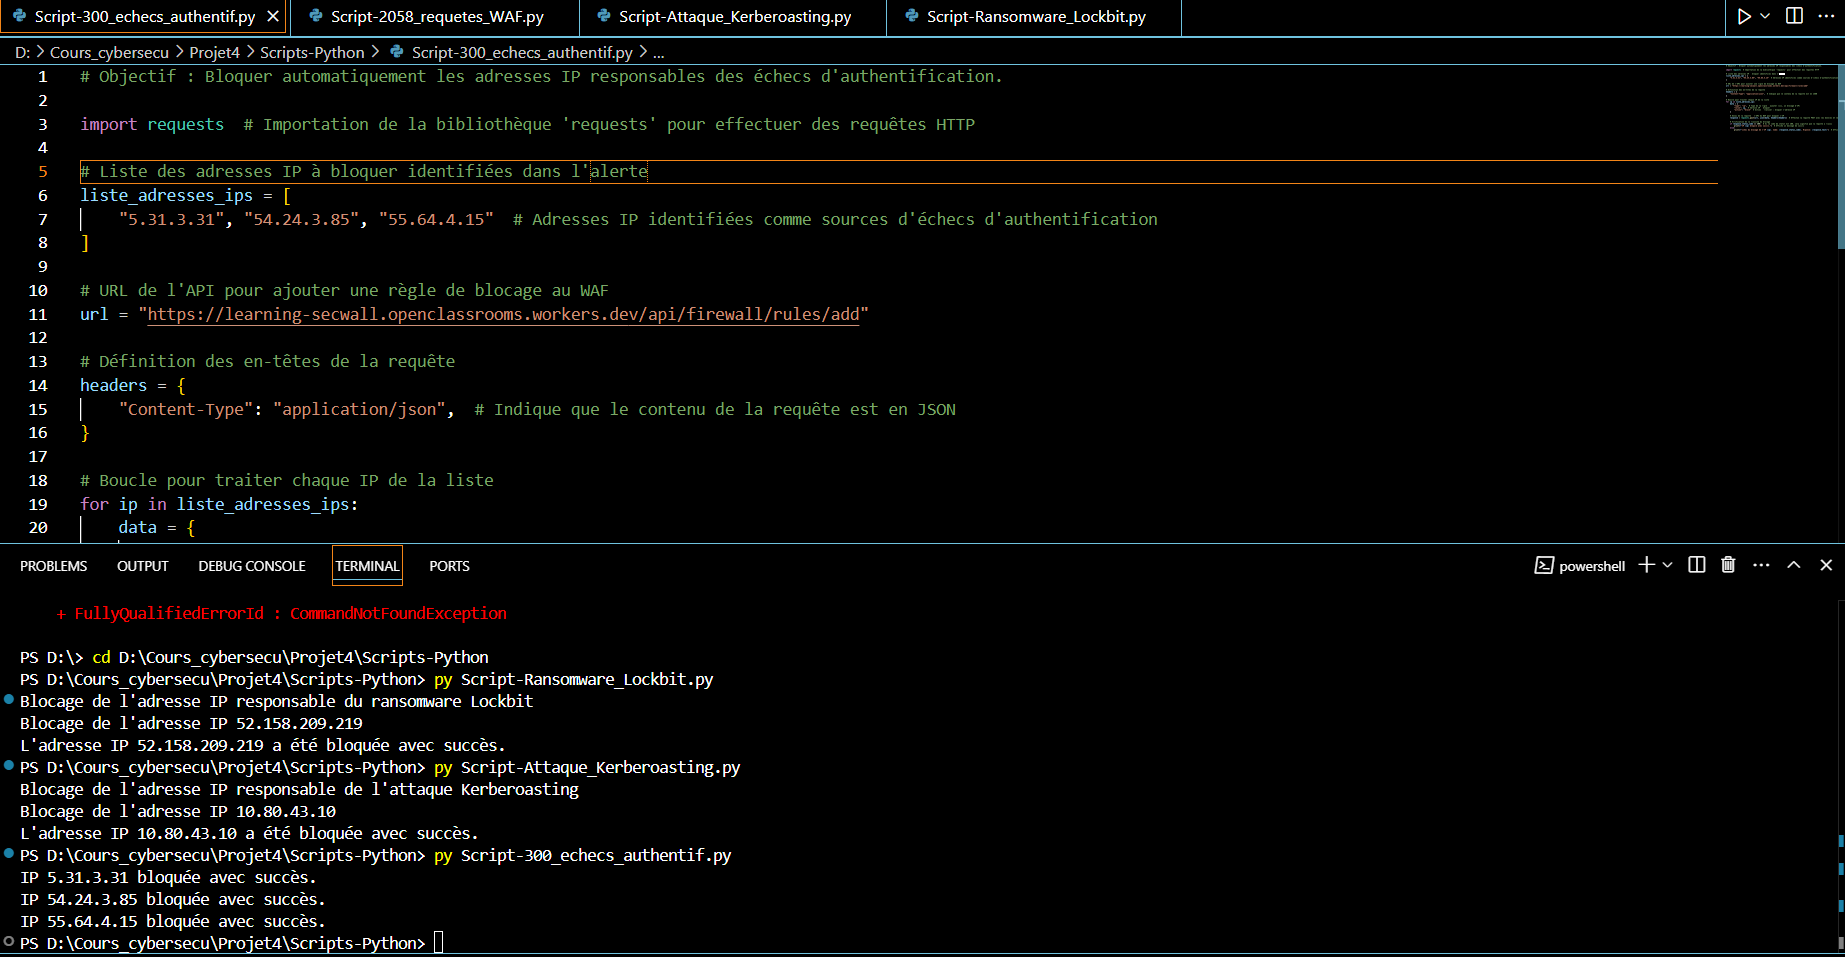 Script-300_echecs_authentif.py Script-2058_requetes_WAF.py Script-Attaque_Kerberoasting.py Script-Ransomware_Lockbit.py
D: > Cours_cybersecu > Projet4 > Scripts-Python > Script-300_echecs_authentif.py > ...
1 # Objectif : Bloquer automatiquement les adresses IP responsables des échecs d'authentification.
2
3 import requests  # Importation de la bibliothèque 'requests' pour effectuer des requêtes HTTP
4
5 # Liste des adresses IP à bloquer identifiées dans l'alerte
6 liste_adresses_ips = [
7     "5.31.3.31", "54.24.3.85", "55.64.4.15"  # Adresses IP identifiées comme sources d'échecs d'authentification
8 ]
9
10 # URL de l'API pour ajouter une règle de blocage au WAF
11 url = "https://learning-secwall.openclassrooms.workers.dev/api/firewall/rules/add"
12
13 # Définition des en-têtes de la requête
14 headers = {
15     "Content-Type": "application/json",  # Indique que le contenu de la requête est en JSON
16 }
17
18 # Boucle pour traiter chaque IP de la liste
19 for ip in liste_adresses_ips:
20     data = {
PROBLEMS OUTPUT DEBUG CONSOLE TERMINAL PORTS powershell
+ FullyQualifiedErrorId : CommandNotFoundException
PS D:\> cd D:\Cours_cybersecu\Projet4\Scripts-Python
PS D:\Cours_cybersecu\Projet4\Scripts-Python> py Script-Ransomware_Lockbit.py
Blocage de l'adresse IP responsable du ransomware Lockbit
Blocage de l'adresse IP 52.158.209.219
L'adresse IP 52.158.209.219 a été bloquée avec succès.
PS D:\Cours_cybersecu\Projet4\Scripts-Python> py Script-Attaque_Kerberoasting.py
Blocage de l'adresse IP responsable de l'attaque Kerberoasting
Blocage de l'adresse IP 10.80.43.10
L'adresse IP 10.80.43.10 a été bloquée avec succès.
PS D:\Cours_cybersecu\Projet4\Scripts-Python> py Script-300_echecs_authentif.py
IP 5.31.3.31 bloquée avec succès.
IP 54.24.3.85 bloquée avec succès.
IP 55.64.4.15 bloquée avec succès.
PS D:\Cours_cybersecu\Projet4\Scripts-Python>